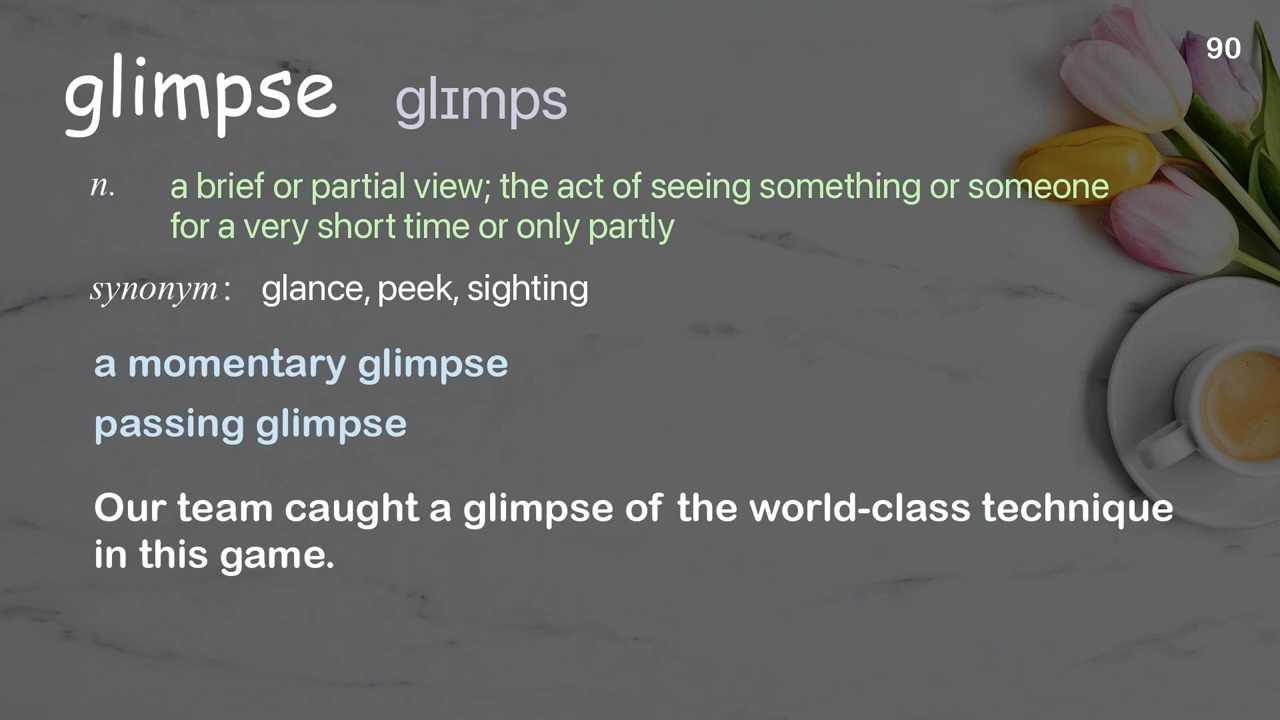 90
glimpse glɪmps
n. a brief or partial view; the act of seeing something or someone
for a very short time or only partly
synonym: glance, peek, sighting
a momentary glimpse
passing glimpse
Our team caught a glimpse of the world-class technique
in this game.